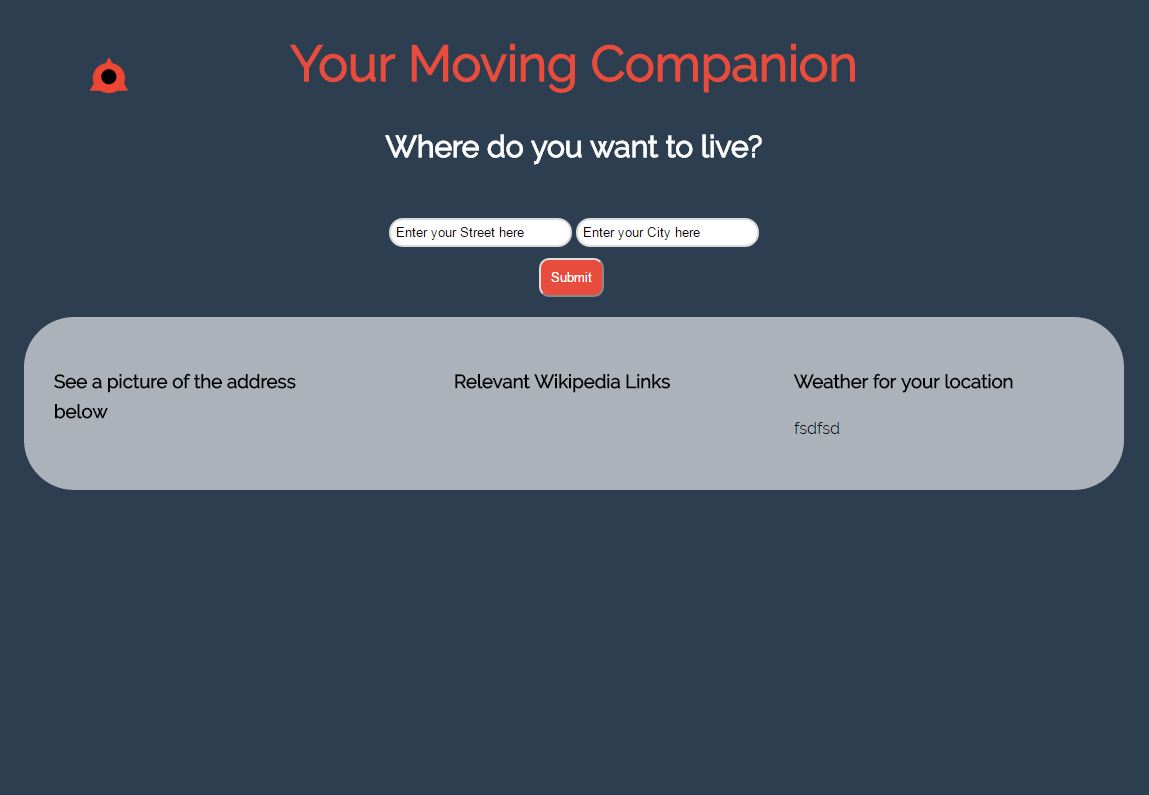 Your Moving Companion
Where do you want to live?
Enter your Street here
Enter your City here
Submit
See a picture of the address
below
Relevant Wikipedia Links
Weather for your location
fsdfsd